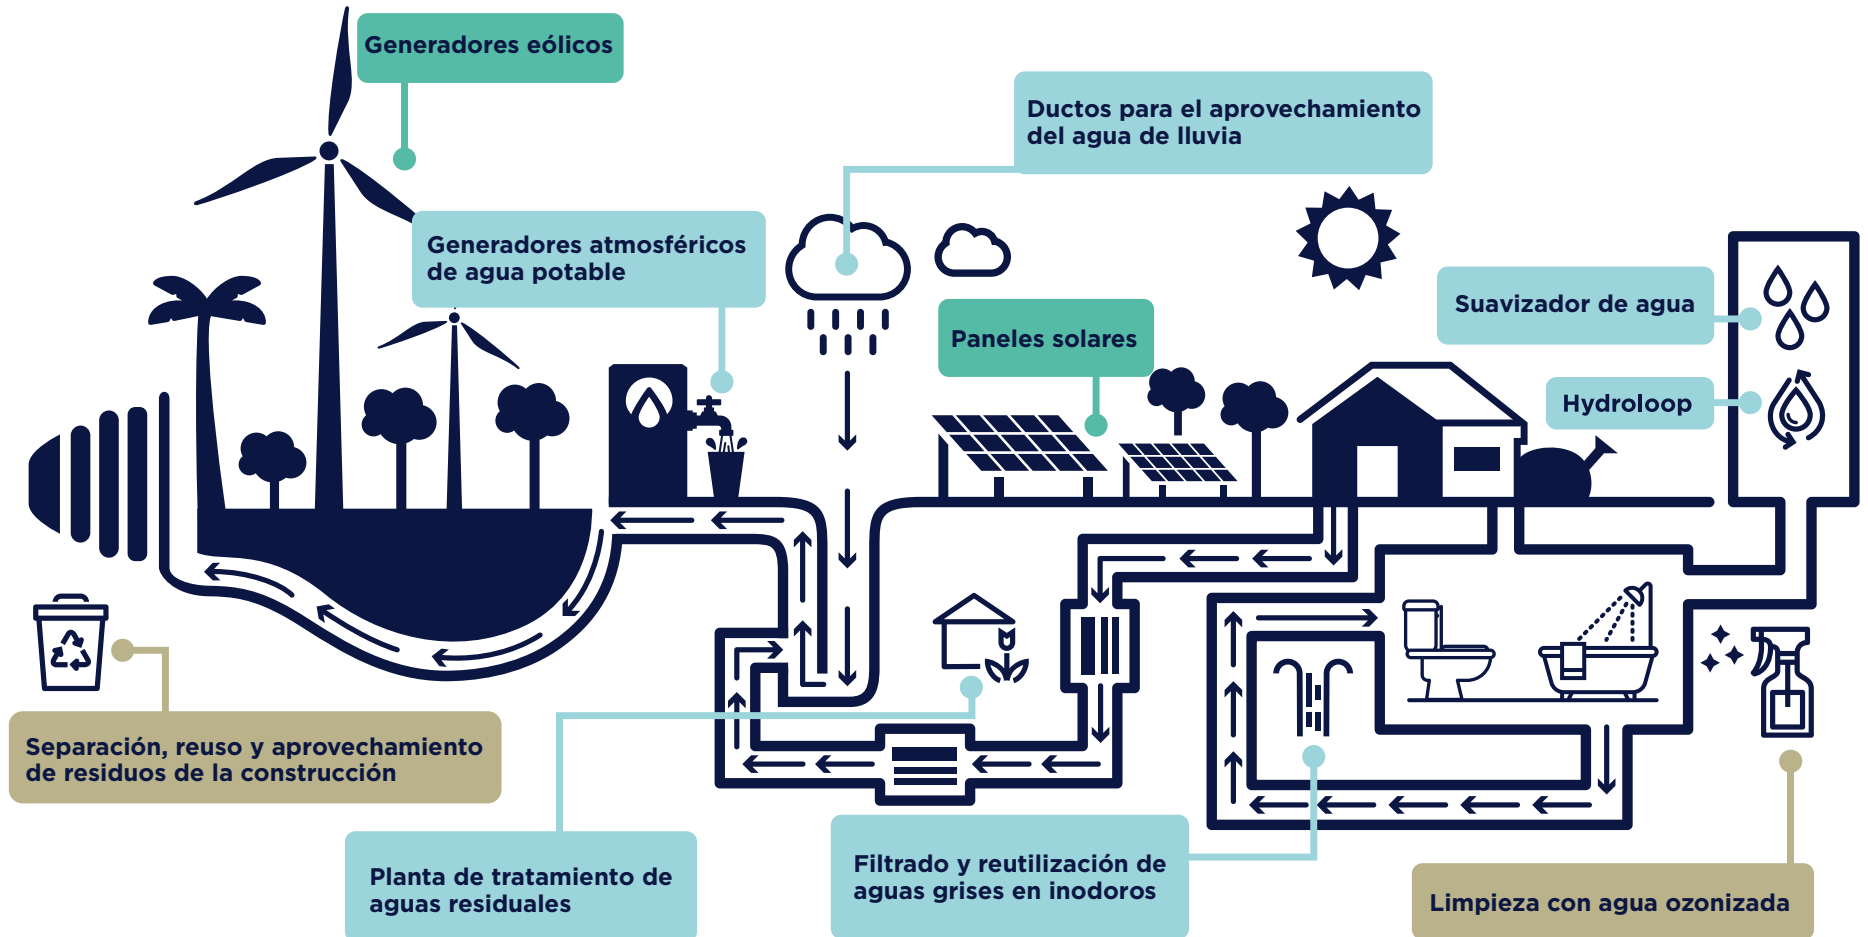 Generadores eólicos
Ductos para el aprovechamiento
del agua de lluvia
Generadores atmosféricos
de agua potable
Suavizador de agua
Paneles solares
Hydroloop
Separación, reuso y aprovechamiento
de residuos de la construcción
Planta de tratamiento de
aguas residuales
Filtrado y reutilización de
aguas grises en inodoros
Limpieza con agua ozonizada